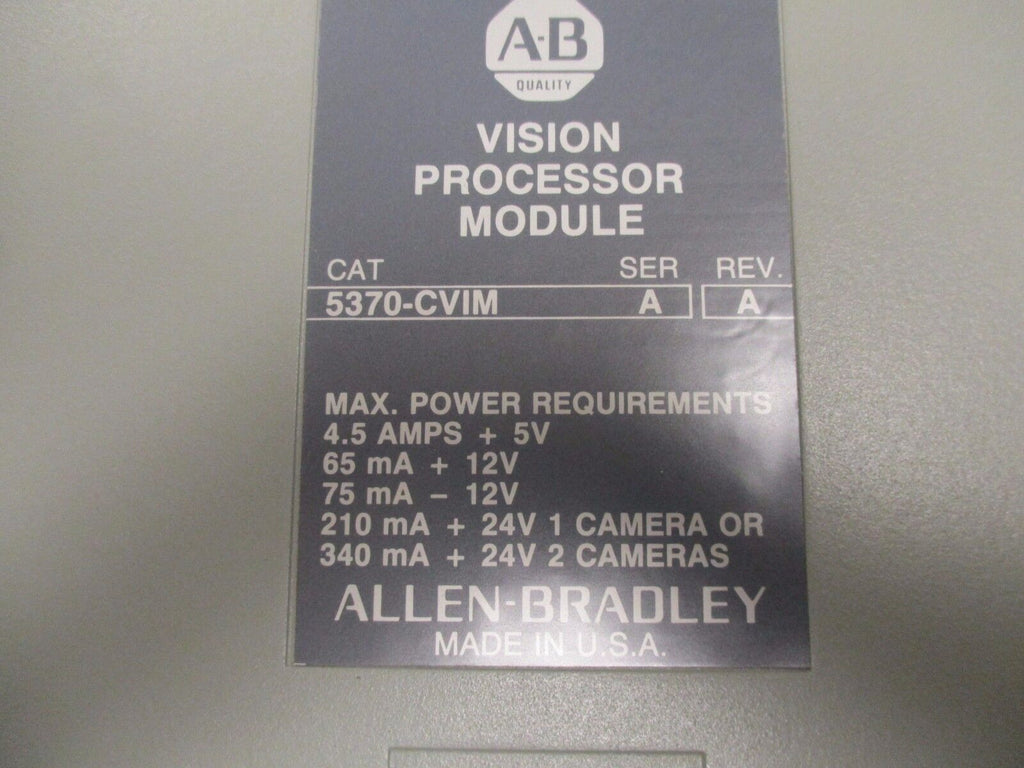 A-B
QUALITY
VISION
PROCESSOR
MODULE
CAT SER REV.
5370-CVIM A A
MAX. POWER REQUIREMENTS
4.5 AMPS + 5V
65 mA + 12V
75 mA – 12V
210 mA + 24V 1 CAMERA OR
340 mA + 24V 2 CAMERAS
ALLEN-BRADLEY
MADE IN U.S.A.